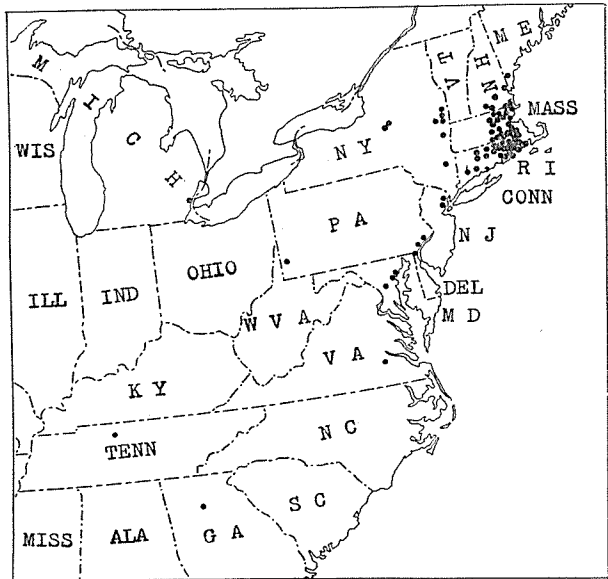 M E
N H
V T
M I C H
MASS
WIS
N Y
R I
CONN
P A
N J
OHIO
ILL
IND
DEL
M D
W V A
V A
K Y
N C
TENN
S C
MISS
ALA
G A